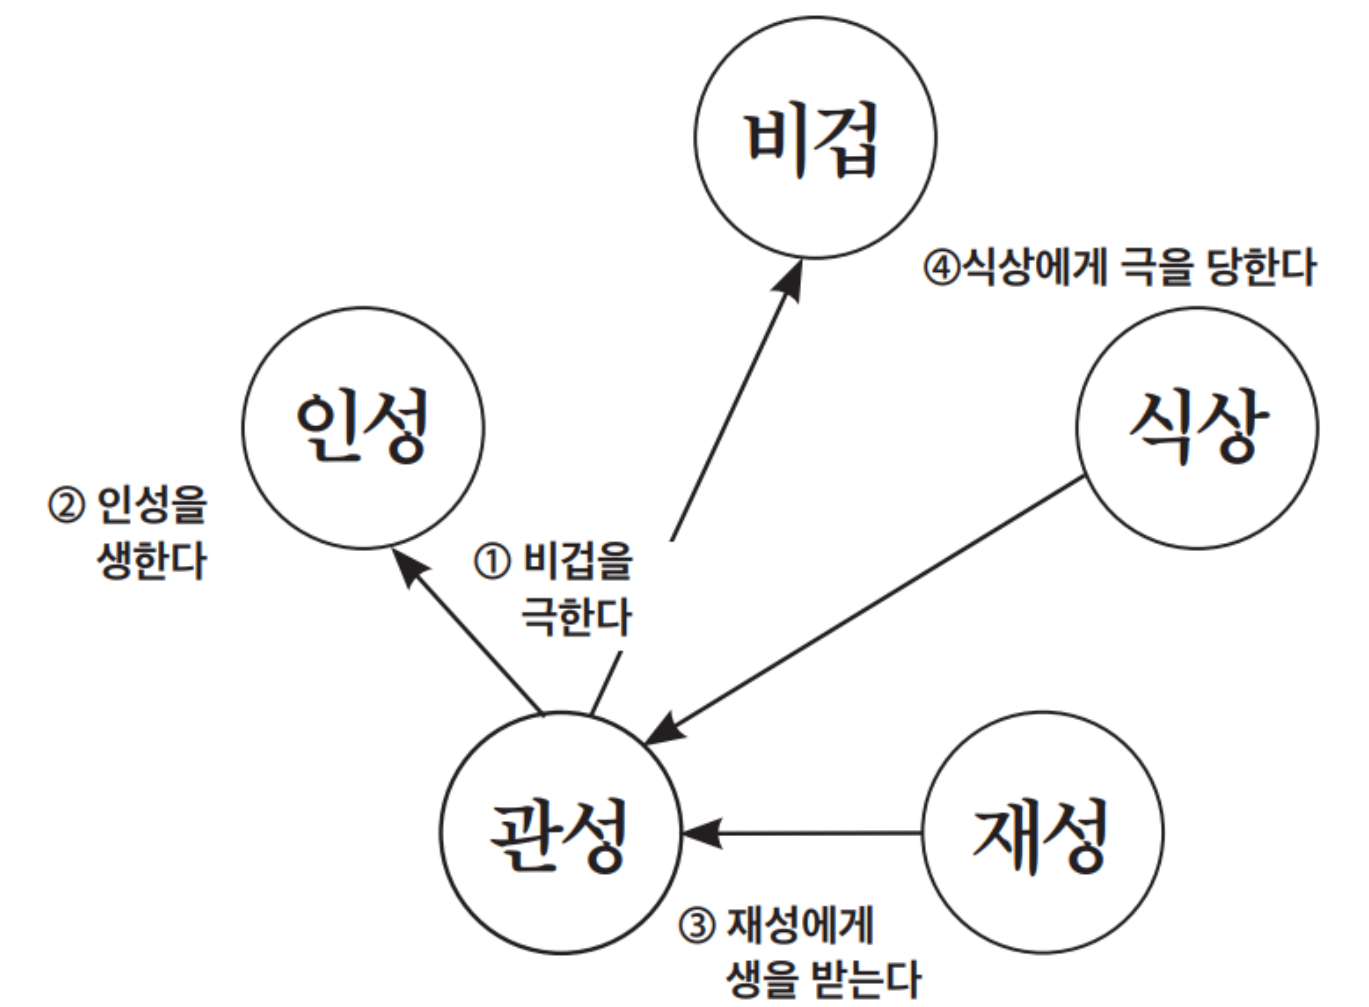 비겁
④식상에게 극을 당한다
인성
식상
② 인성을
생한다
① 비겁을
극한다
관성
재성
③ 재성에게
생을 받는다